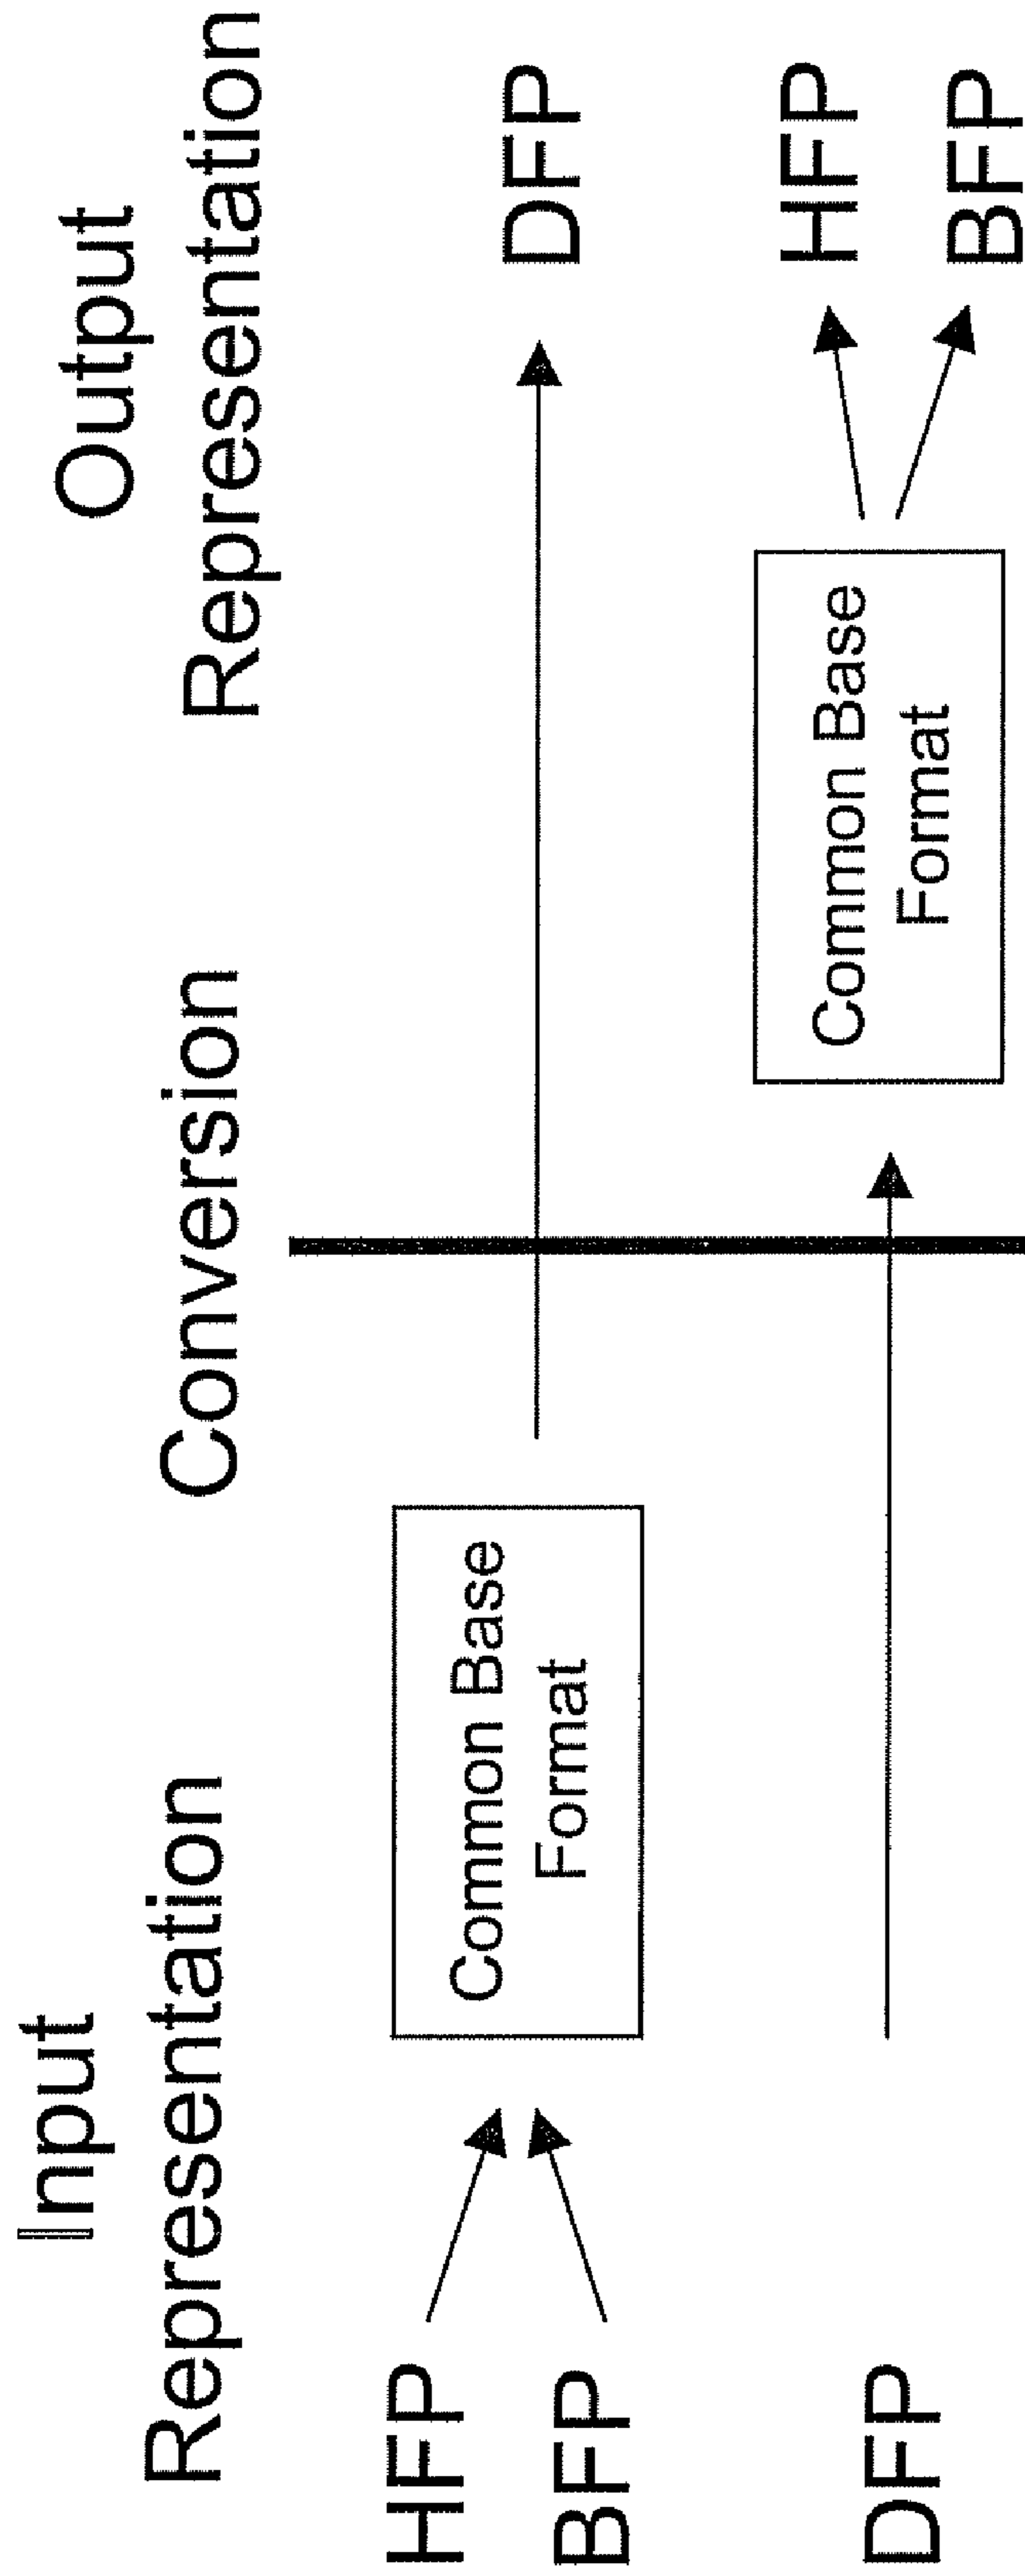 Input
Representation
Conversion
Output
Representation
HFP
BFP
Common Base
Format
DFP
DFP
Common Base
Format
HFP
BFP